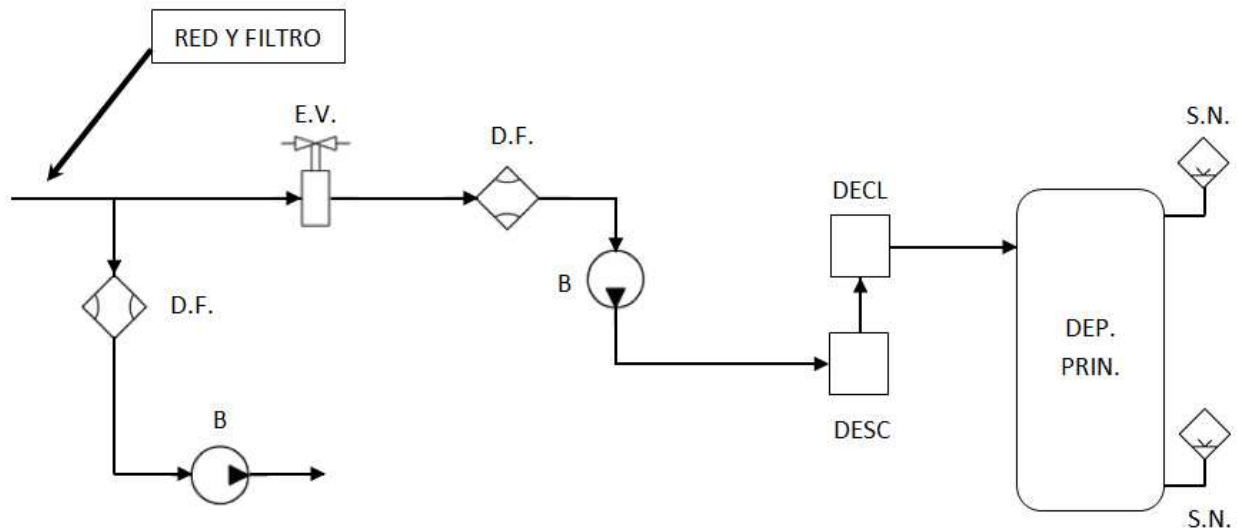 RED Y FILTRO
E.V.
D.F.
S.N.
DECL
D.F.
B
DEP.
PRIN.
B
DESC
S.N.